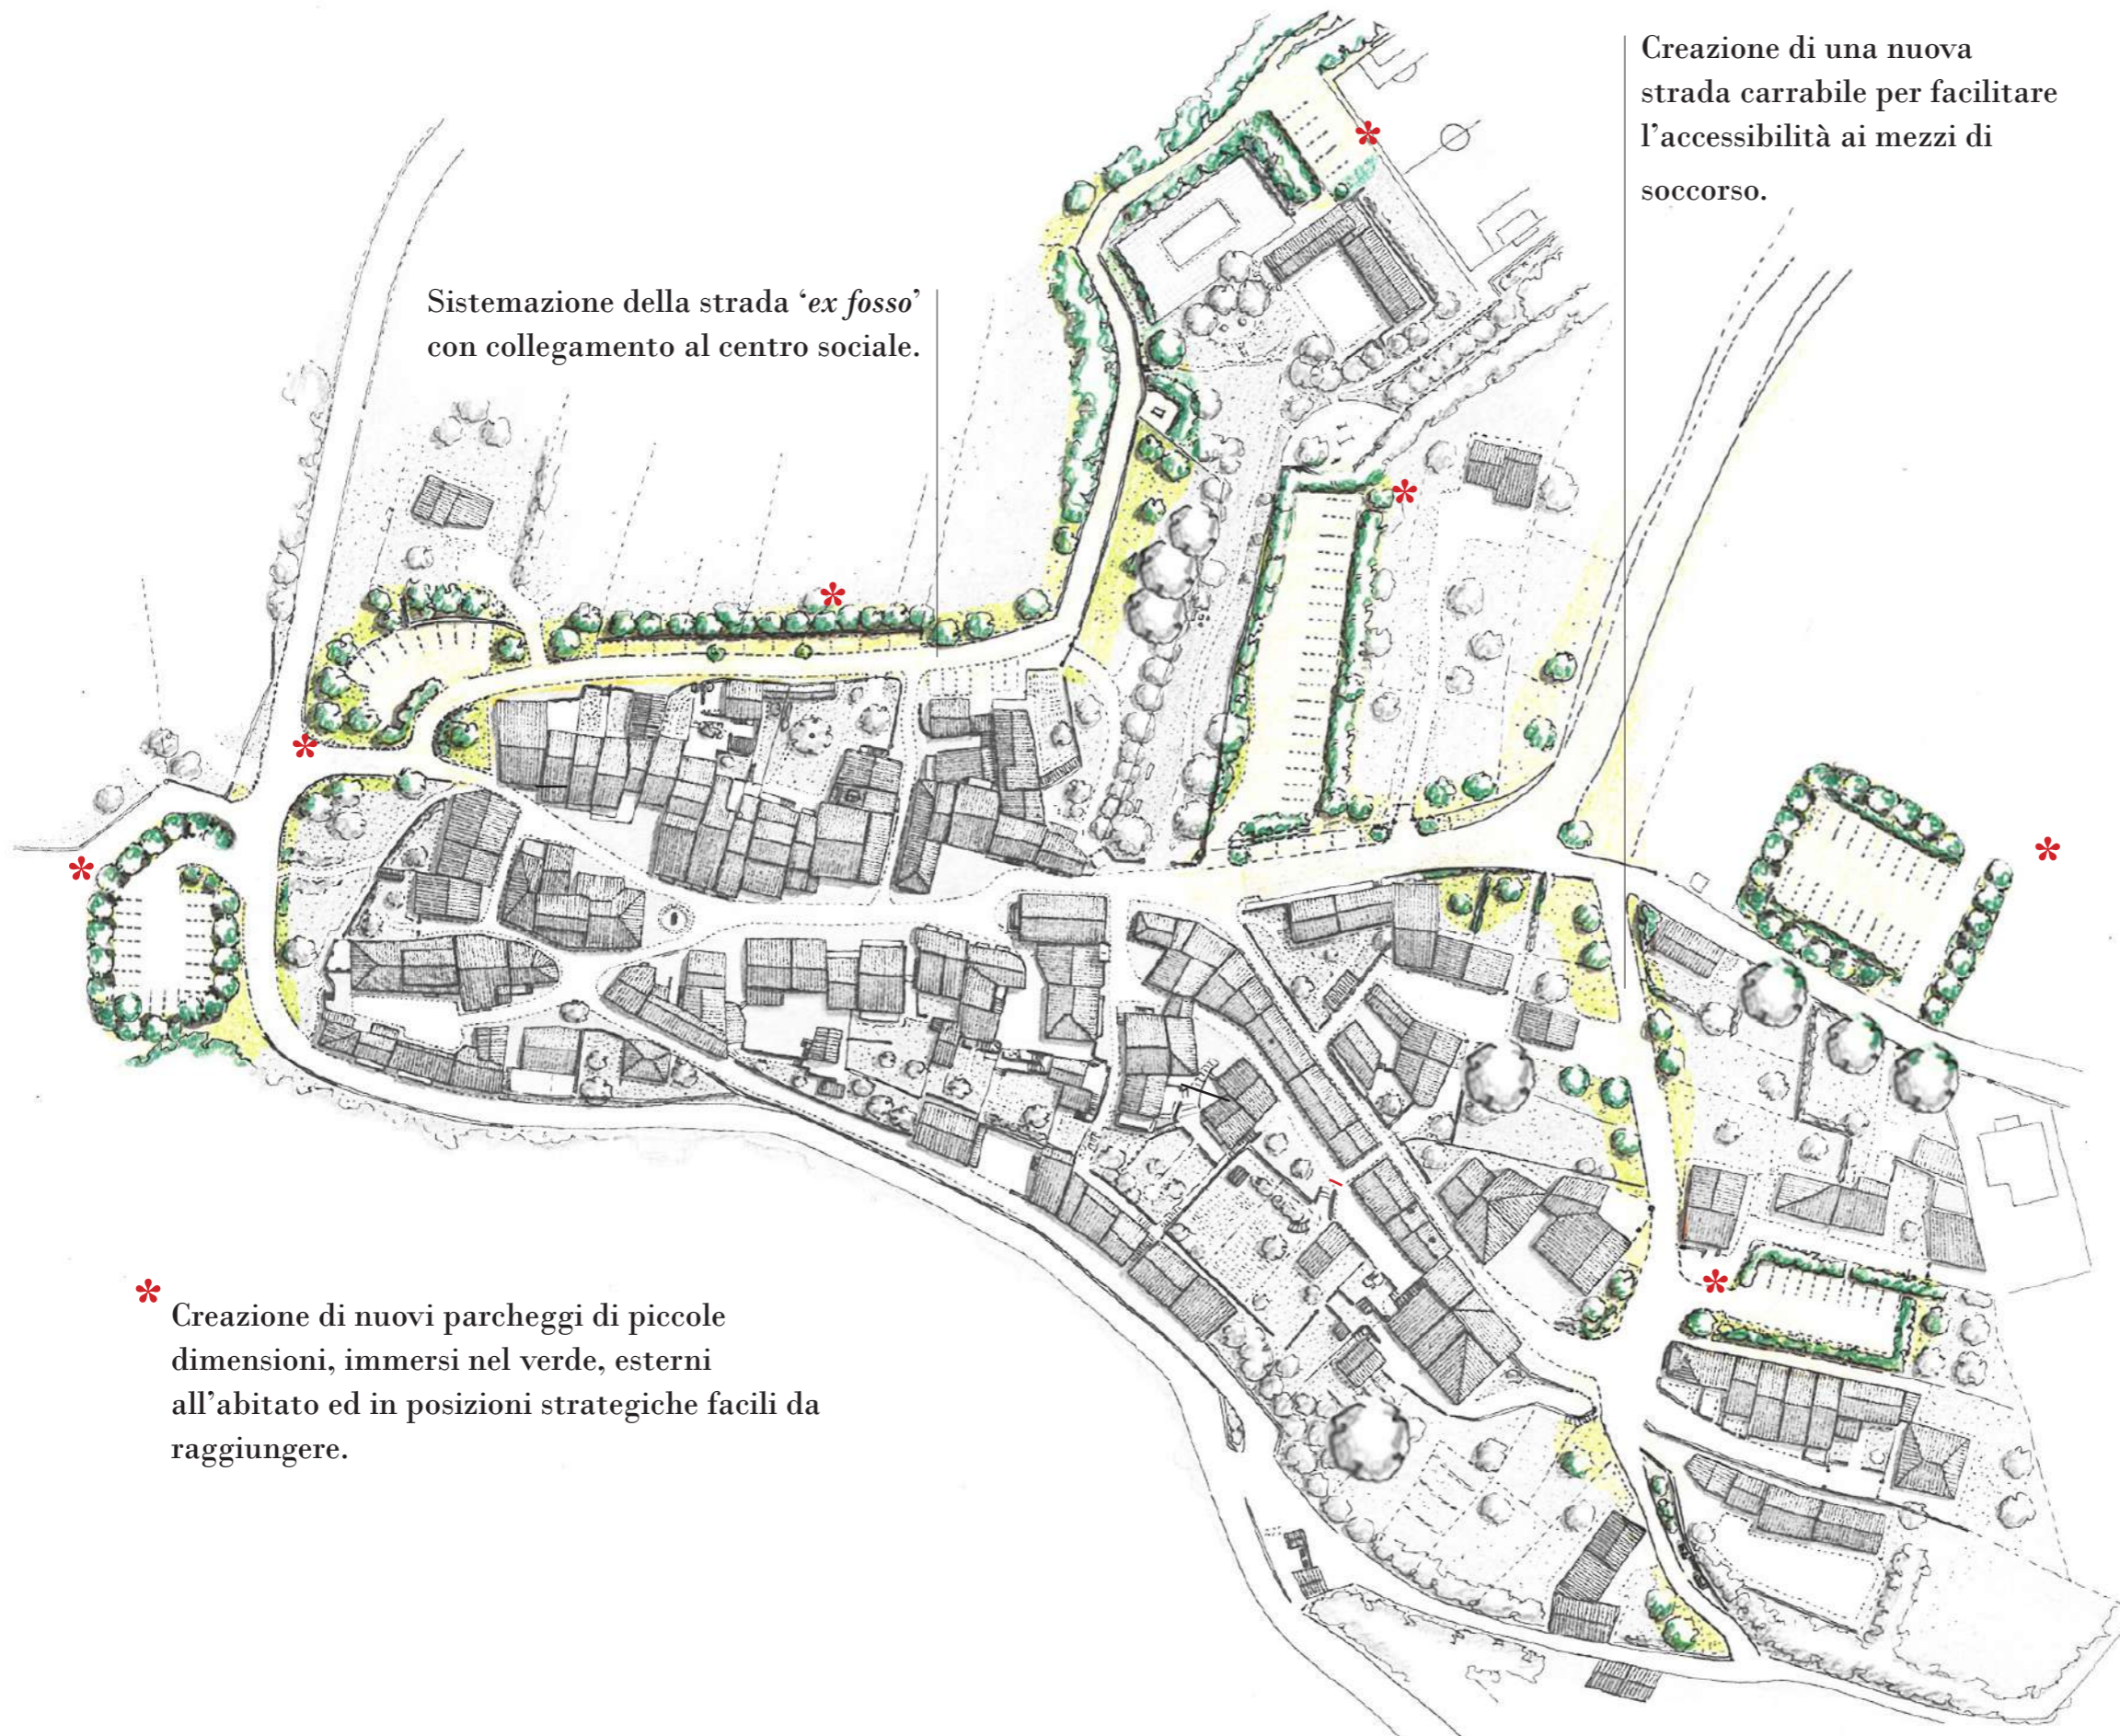 Creazione di una nuova
strada carrabile per facilitare
l’accessibilità ai mezzi di
soccorso.
Sistemazione della strada ‘ex fosso’
con collegamento al centro sociale.
* Creazione di nuovi parcheggi di piccole
dimensioni, immersi nel verde, esterni
all’abitato ed in posizioni strategiche facili da
raggiungere.